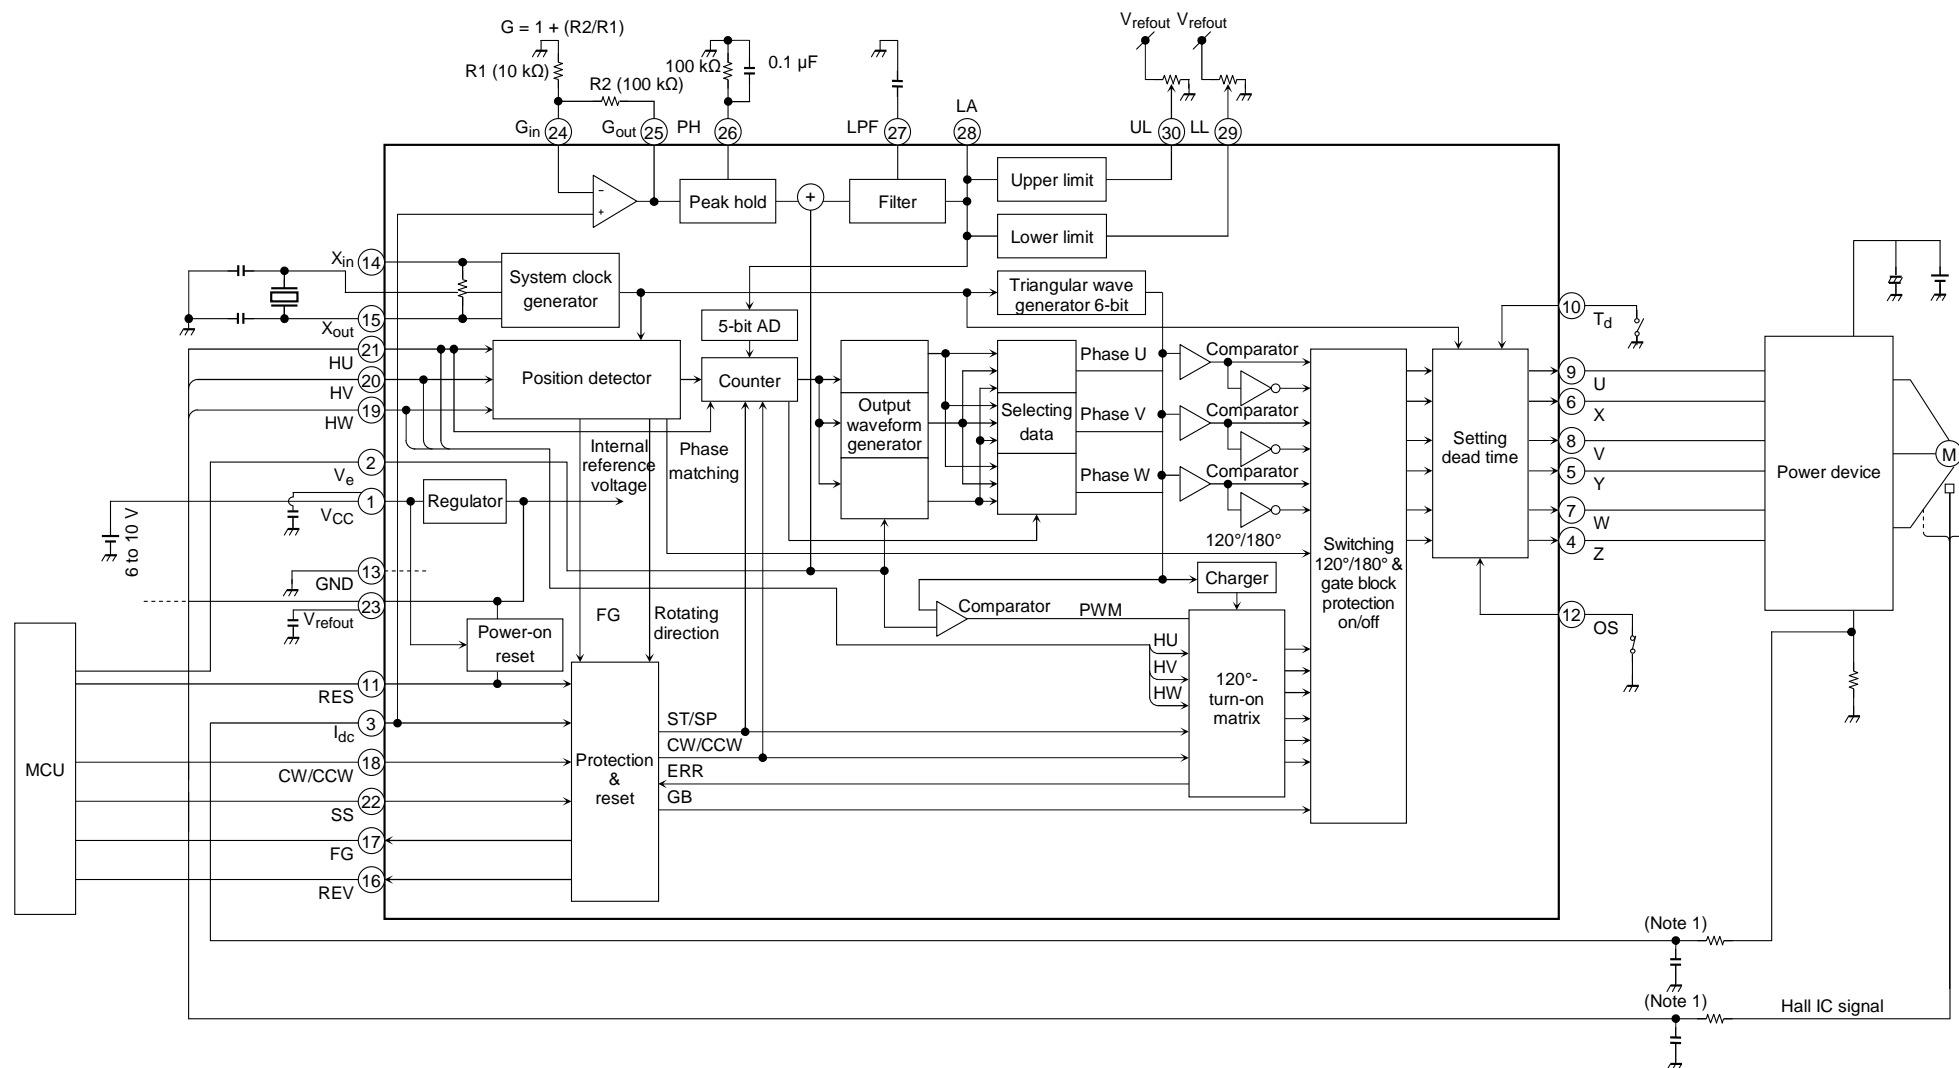 G = 1 + (R2/R1)
R1 (10 kΩ)
R2 (100 kΩ)
100 kΩ
0.1 μF
Vrefout Vrefout
Gin 24
Gout 25
PH 26
LPF 27
LA
28
UL 30
LL 29
Peak hold
+
Filter
Upper limit
Lower limit
−
+
Xin 14
System clock
generator
Triangular wave
generator 6-bit
15
Xout
5-bit AD
10
Td
21
HU
20
HV
19
HW
Position detector
Counter
Output
waveform
generator
Selecting
data
Phase U
Phase V
Phase W
Comparator
Comparator
Comparator
Internal
reference
voltage
Phase
matching
2
Ve
1
VCC
Regulator
6 to 10 V
13
GND
23
Vrefout
Power-on
reset
FG
Rotating
direction
120°/180°
Switching
120°/180° &
gate block
protection
on/off
Setting
dead time
9
U
6
X
8
V
5
Y
7
W
4
Z
12
OS
Power device
M
Charger
Comparator
PWM
HU
HV
HW
120°-
turn-on
matrix
MCU
11
RES
3
Idc
18
CW/CCW
22
SS
17
FG
16
REV
Protection
&
reset
ST/SP
CW/CCW
ERR
GB
(Note 1)
(Note 1)
Hall IC signal